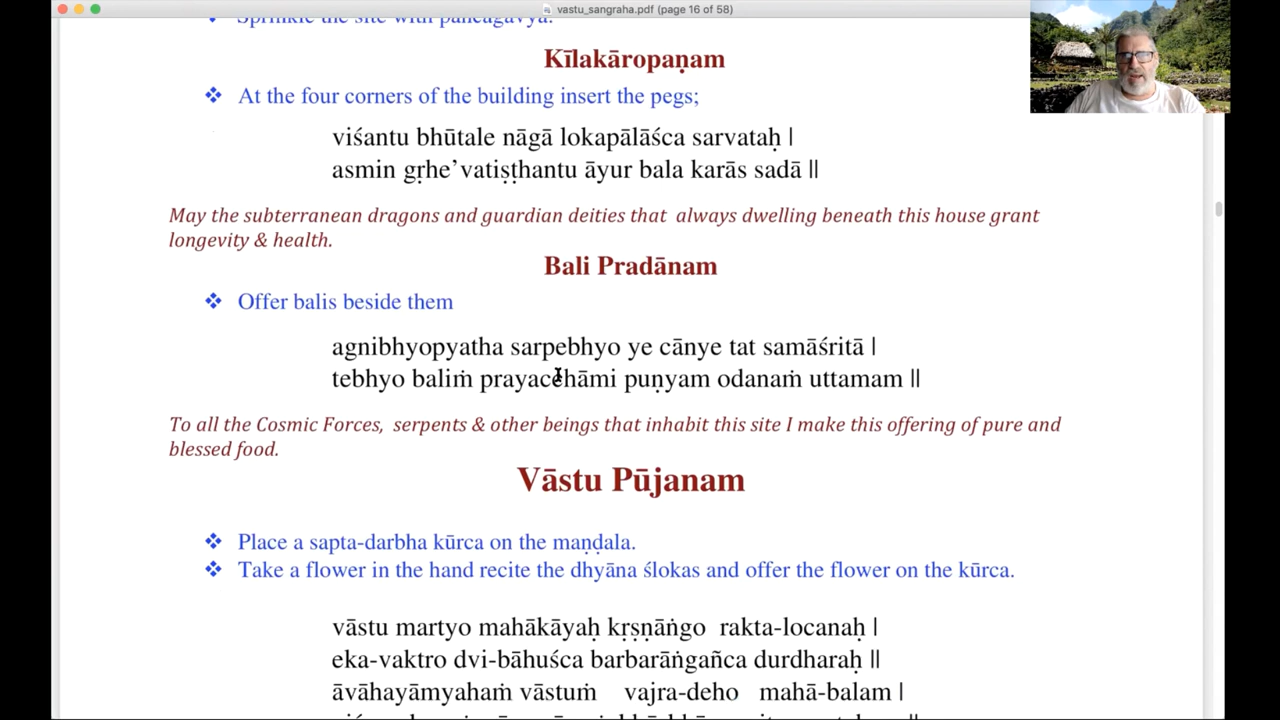 vastu_sangraha.pdf (page 16 of 58)
Sprinkle the site with pañcagavya.
Kīlakāropaṇam
❖ At the four corners of the building insert the pegs;
viśantu bhūtale nāgā lokapālāśca sarvataḥ |
asmin gṛhe’vatiṣṭhantu āyur bala karās sadā ||
May the subterranean dragons and guardian deities that always dwelling beneath this house grant
longevity & health.
Bali Pradānam
❖ Offer balis beside them
agnibhyopyatha sarpebhyo ye cānye tat samāśritā |
tebhyo baliṁ prayacchāmi puṇyam odanaṁ uttamam ||
To all the Cosmic Forces, serpents & other beings that inhabit this site I make this offering of pure and
blessed food.
Vāstu Pūjanam
❖ Place a sapta-darbha kūrca on the maṇḍala.
❖ Take a flower in the hand recite the dhyāna ślokas and offer the flower on the kūrca.
vāstu martyo mahākāyaḥ kṛṣṇāṅgo rakta-locanaḥ |
eka-vaktro dvi-bāhuśca barbarāṅgañca durdharaḥ ||
āvāhayāmyahaṁ vāstuṁ vajra-deho mahā-balam |